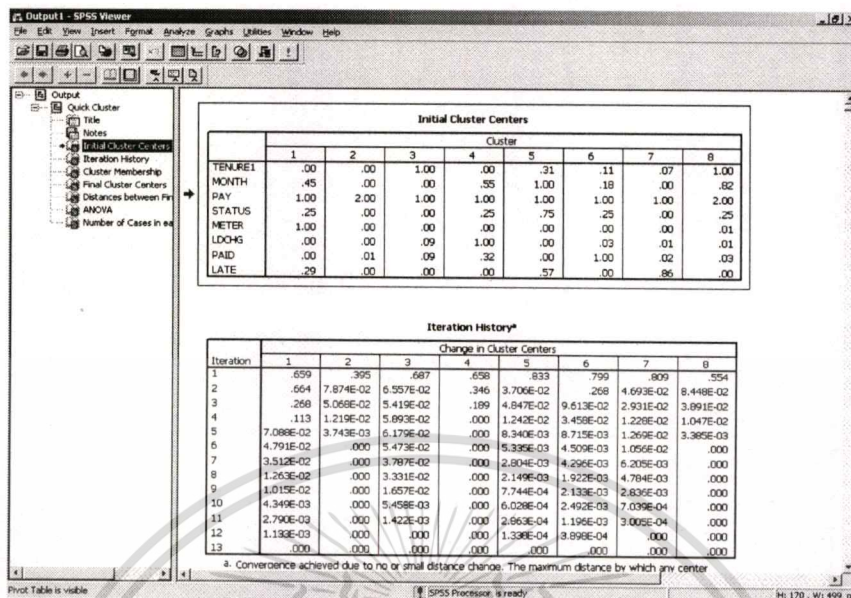 Output1 - SPSS Viewer
File Edit View Insert Format Analyze Graphs Utilities Window Help
Output
Quick Cluster
Title
Notes
Initial Cluster Centers
Iteration History
Cluster Membership
Final Cluster Centers
Distances between Fin
ANOVA
Number of Cases in ea
Initial Cluster Centers
Cluster
1 2 3 4 5 6 7 8
TENURE1 .00 .00 1.00 .00 .31 .11 .07 1.00
MONTH .45 .00 .00 .55 1.00 .18 .00 .82
PAY 1.00 2.00 1.00 1.00 1.00 1.00 1.00 2.00
STATUS .25 .00 .00 .25 .75 .25 .00 .25
METER 1.00 .00 .00 .00 .00 .00 .00 .01
LDCHG .00 .00 .09 1.00 .00 .03 .01 .01
PAID .00 .01 .09 .32 .00 1.00 .02 .03
LATE .29 .00 .00 .00 .57 .00 .86 .00
Iteration Historyª
Change in Cluster Centers
Iteration 1 2 3 4 5 6 7 8
1 .659 .395 .687 .658 .833 .799 .809 .554
2 .664 7.874E-02 6.557E-02 .346 3.706E-02 .268 4.693E-02 8.448E-02
3 .268 5.068E-02 5.419E-02 .189 4.847E-02 9.613E-02 2.931E-02 3.891E-02
4 .113 1.219E-02 5.893E-02 .000 1.242E-02 3.458E-02 1.228E-02 1.047E-02
5 7.088E-02 3.743E-03 6.179E-02 .000 8.340E-03 8.715E-03 1.269E-02 3.385E-03
6 4.791E-02 .000 5.473E-02 .000 5.335E-03 4.509E-03 1.056E-02 .000
7 3.512E-02 .000 3.787E-02 .000 2.804E-03 4.296E-03 6.205E-03 .000
8 1.263E-02 .000 3.331E-02 .000 2.149E-03 1.922E-03 4.784E-03 .000
9 1.015E-02 .000 1.657E-02 .000 7.744E-04 2.133E-03 2.836E-03 .000
10 4.349E-03 .000 5.458E-03 .000 6.028E-04 2.492E-03 7.039E-04 .000
11 2.790E-03 .000 1.422E-03 .000 2.863E-04 1.196E-03 3.005E-04 .000
12 1.133E-03 .000 .000 .000 1.338E-04 3.898E-04 .000 .000
13 .000 .000 .000 .000 .000 .000 .000 .000
a. Convergence achieved due to no or small distance change. The maximum distance by which any center
Pivot Table is visible SPSS Processor is ready H: 170 , W: 499 p